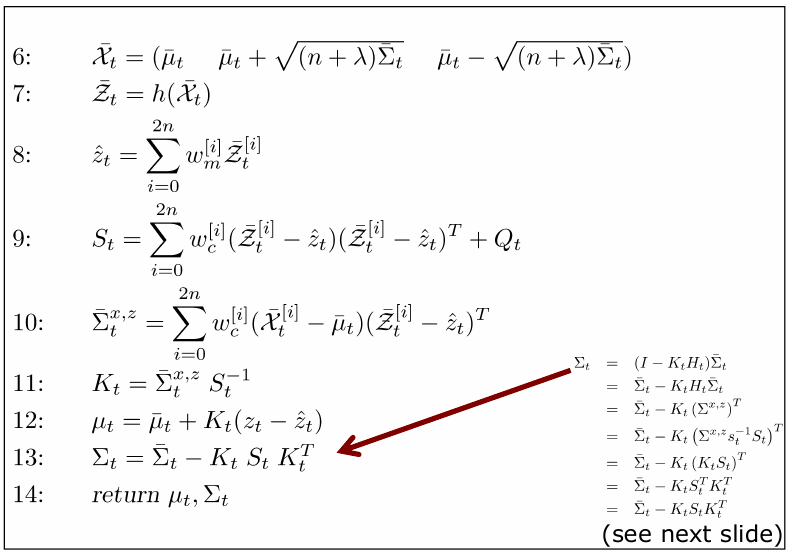 6: $\bar{\mathcal{X}}_t = (\bar{\mu}_t \quad \bar{\mu}_t + \sqrt{(n+\lambda)\bar{\Sigma}_t} \quad \bar{\mu}_t - \sqrt{(n+\lambda)\bar{\Sigma}_t})$
7: $\bar{\mathcal{Z}}_t = h(\bar{\mathcal{X}}_t)$
8: $\hat{z}_t = \sum_{i=0}^{2n} w_m^{[i]} \bar{\mathcal{Z}}_t^{[i]}$
9: $S_t = \sum_{i=0}^{2n} w_c^{[i]} (\bar{\mathcal{Z}}_t^{[i]} - \hat{z}_t)(\bar{\mathcal{Z}}_t^{[i]} - \hat{z}_t)^T + Q_t$
10: $\bar{\Sigma}_t^{x,z} = \sum_{i=0}^{2n} w_c^{[i]} (\bar{\mathcal{X}}_t^{[i]} - \bar{\mu}_t)(\bar{\mathcal{Z}}_t^{[i]} - \hat{z}_t)^T$
11: $K_t = \bar{\Sigma}_t^{x,z} \; S_t^{-1}$
12: $\mu_t = \bar{\mu}_t + K_t(z_t - \hat{z}_t)$
13: $\Sigma_t = \bar{\Sigma}_t - K_t \; S_t \; K_t^T$
14: return $\mu_t, \Sigma_t$
$\Sigma_t = (I - K_t H_t)\bar{\Sigma}_t$
$= \bar{\Sigma}_t - K_t H_t \bar{\Sigma}_t$
$= \bar{\Sigma}_t - K_t (\Sigma^{x,z})^T$
$= \bar{\Sigma}_t - K_t (\Sigma^{x,z} s_t^{-1} S_t)^T$
$= \bar{\Sigma}_t - K_t (K_t S_t)^T$
$= \bar{\Sigma}_t - K_t S_t^T K_t^T$
$= \bar{\Sigma}_t - K_t S_t K_t^T$
(see next slide)